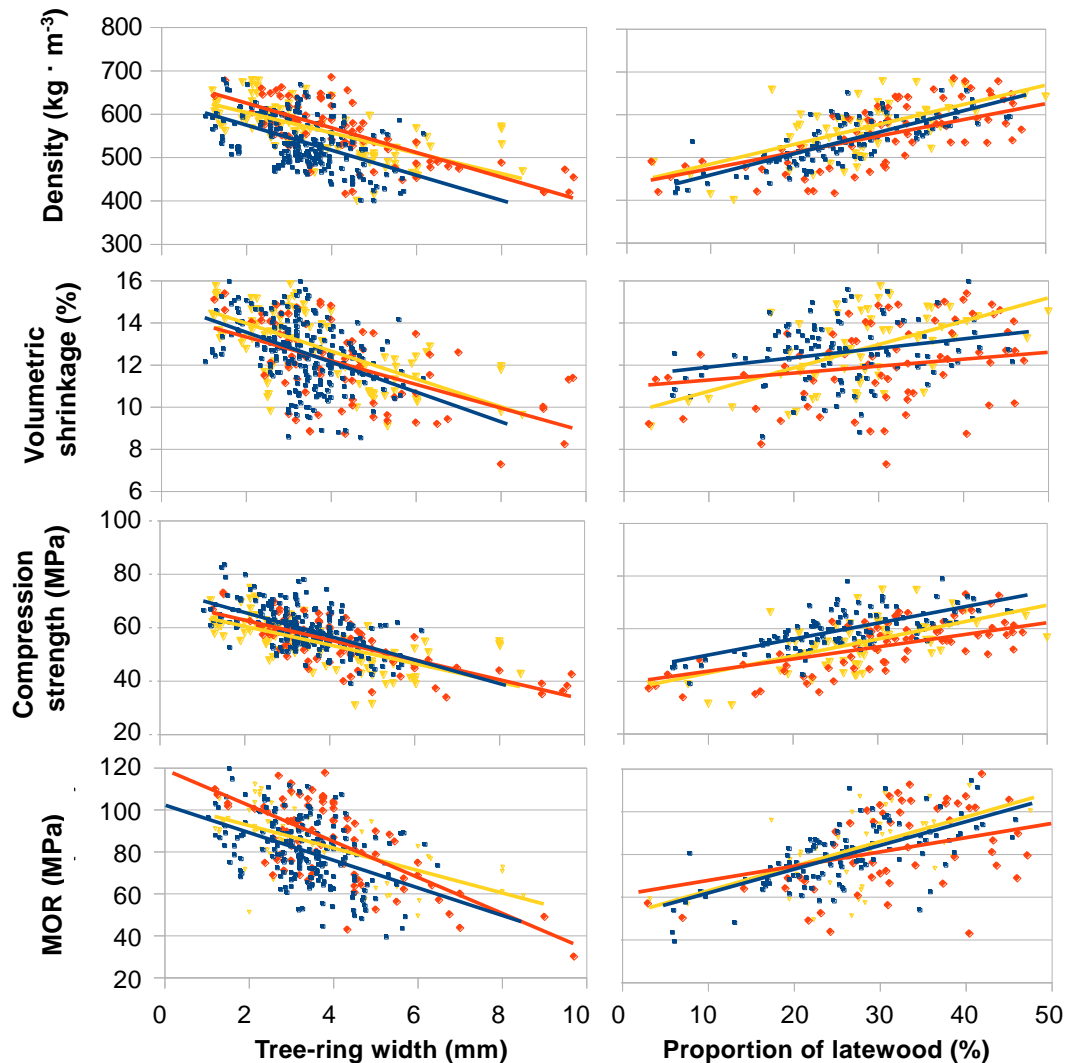 Density (kg · m⁻³)
800
700
600
500
400
300
Volumetric
shrinkage (%)
16
14
12
10
8
6
Compression
strength (MPa)
100
80
60
40
20
MOR (MPa)
120
100
80
60
40
20
0 2 4 6 8 10
0 10 20 30 40 50
Tree-ring width (mm)
Proportion of latewood (%)